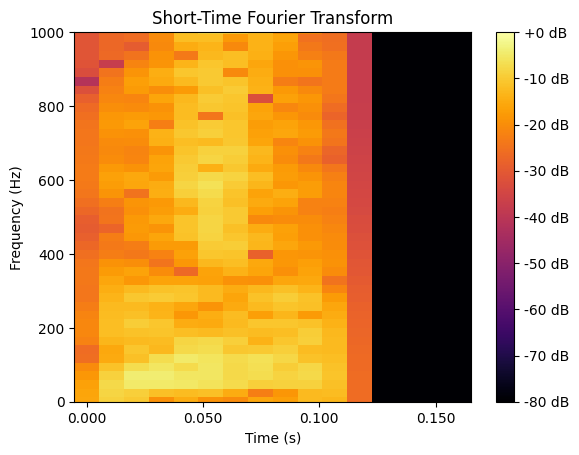 Short-Time Fourier Transform
1000
800
600
400
200
0
Frequency (Hz)
0.000
0.050
0.100
0.150
Time (s)
+0 dB
-10 dB
-20 dB
-30 dB
-40 dB
-50 dB
-60 dB
-70 dB
-80 dB